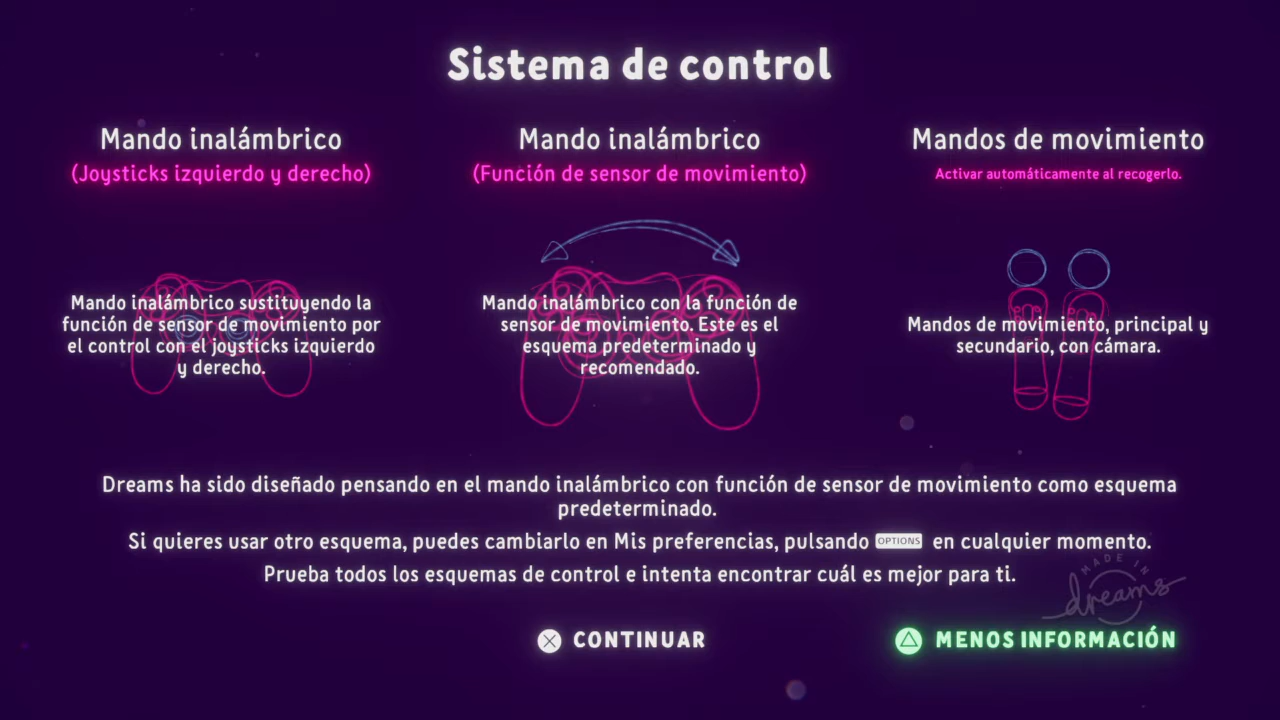 Sistema de control
Mando inalámbrico
(Joysticks izquierdo y derecho)
Mando inalámbrico sustituyendo la
función de sensor de movimiento por
el control con el joysticks izquierdo
y derecho.
Mando inalámbrico
(Función de sensor de movimiento)
Mando inalámbrico con la función de
sensor de movimiento. Este es el
esquema predeterminado y
recomendado.
Mandos de movimiento
Activar automáticamente al recogerlo.
Mandos de movimiento, principal y
secundario, con cámara.
Dreams ha sido diseñado pensando en el mando inalámbrico con función de sensor de movimiento como esquema
predeterminado.
Si quieres usar otro esquema, puedes cambiarlo en Mis preferencias, pulsando OPTIONS en cualquier momento.
Prueba todos los esquemas de control e intenta encontrar cuál es mejor para ti.
MADE IN
dreams
CONTINUAR
MENOS INFORMACIÓN